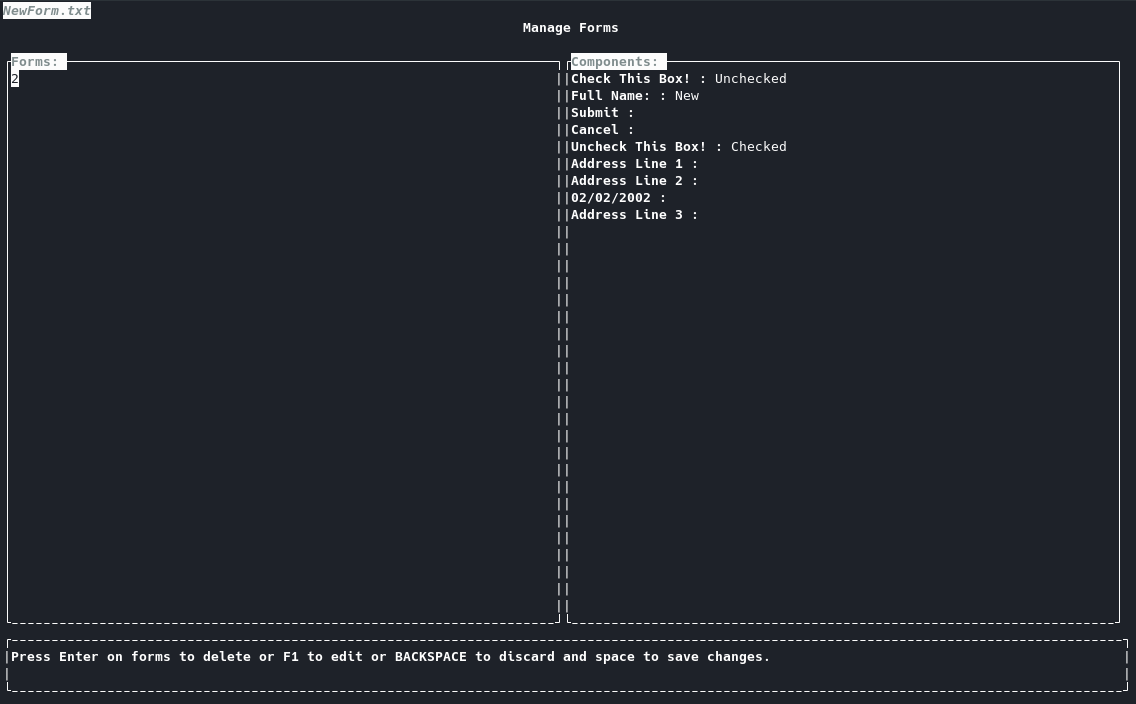 NewForm.txt
Manage Forms
Forms:
2
Components:
Check This Box! : Unchecked
Full Name: : New
Submit :
Cancel :
Uncheck This Box! : Checked
Address Line 1 :
Address Line 2 :
02/02/2002 :
Address Line 3 :
Press Enter on forms to delete or F1 to edit or BACKSPACE to discard and space to save changes.